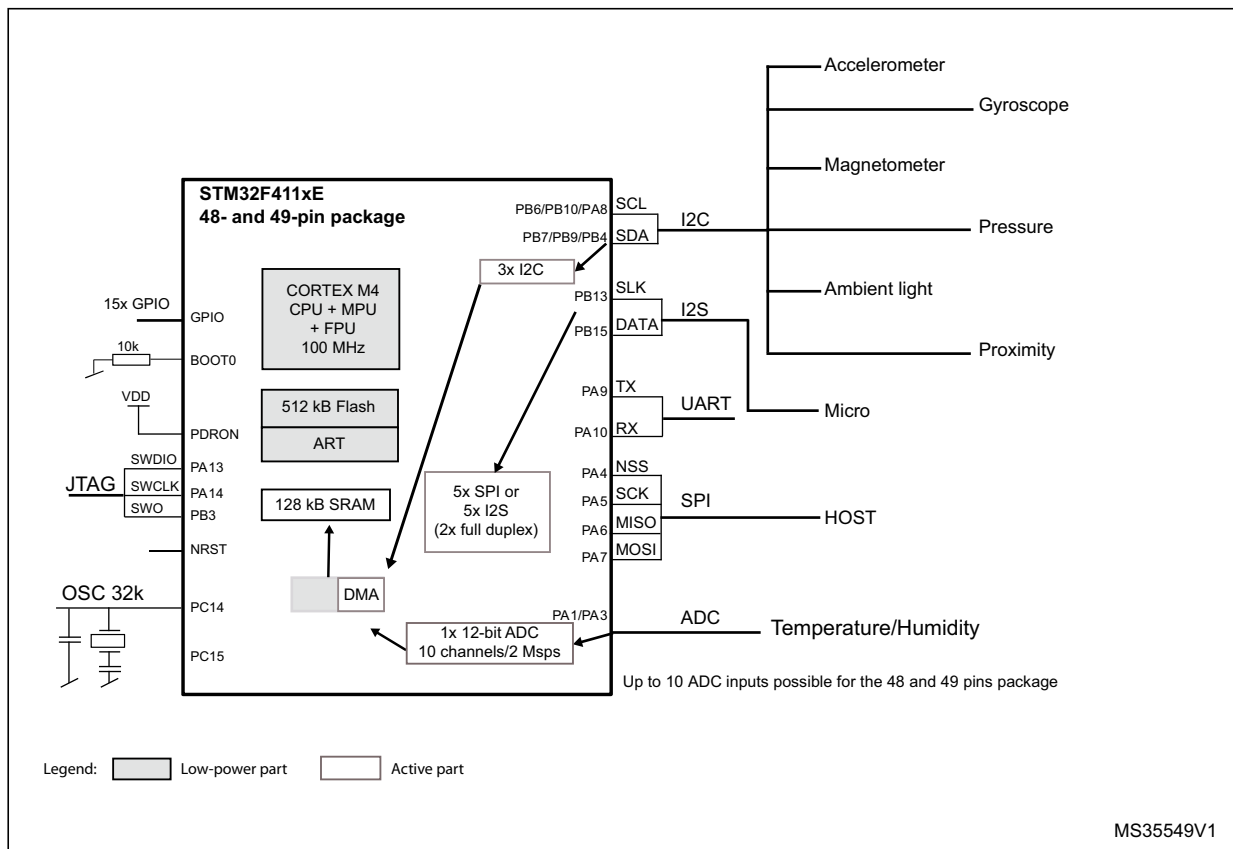 Accelerometer
Gyroscope
Magnetometer
Pressure
Ambient light
Proximity
Micro
STM32F411xE
48- and 49-pin package
PB6/PB10/PA8
SCL
I2C
PB7/PB9/PB4
SDA
3x I2C
CORTEX M4
CPU + MPU
+ FPU
100 MHz
15x GPIO
GPIO
PB13
SLK
I2S
PB15
DATA
10k
BOOT0
VDD
PDRON
512 kB Flash
ART
PA9
TX
UART
PA10
RX
JTAG
SWDIO
PA13
SWCLK
PA14
SWO
PB3
128 kB SRAM
5x SPI or
5x I2S
(2x full duplex)
PA4
NSS
PA5
SCK
SPI
PA6
MISO
HOST
PA7
MOSI
NRST
OSC 32k
PC14
PC15
DMA
PA1/PA3
ADC
Temperature/Humidity
1x 12-bit ADC
10 channels/2 Msps
Up to 10 ADC inputs possible for the 48 and 49 pins package
Legend:
Low-power part
Active part
MS35549V1